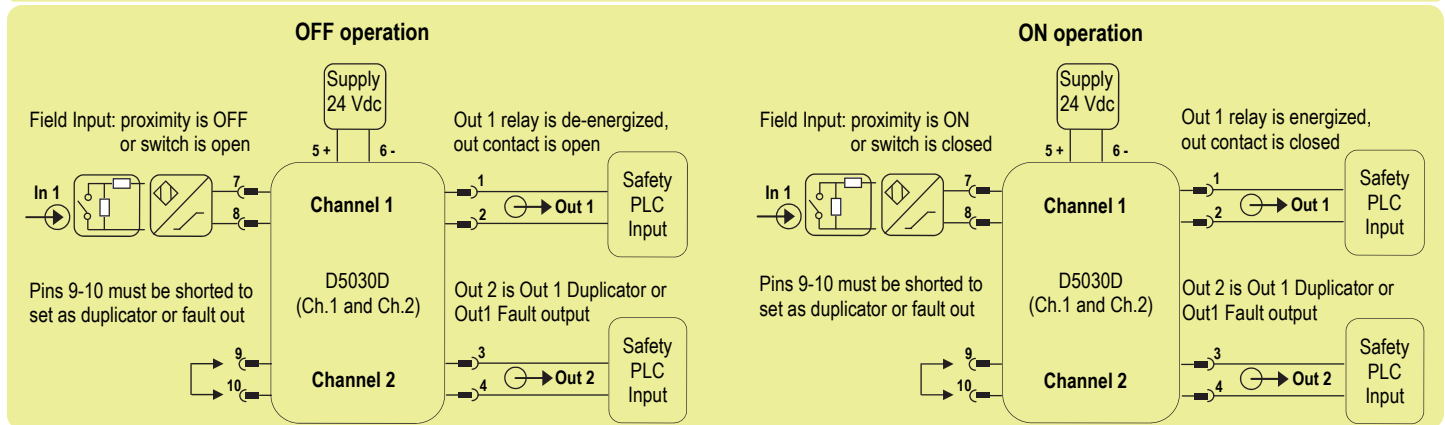 OFF operation
Supply
24 Vdc
5 +
6 -
Field Input: proximity is OFF
or switch is open
Out 1 relay is de-energized,
out contact is open
In 1
7
8
Channel 1
1
2
Out 1
Safety
PLC
Input
Pins 9-10 must be shorted to
set as duplicator or fault out
D5030D
(Ch.1 and Ch.2)
Out 2 is Out 1 Duplicator or
Out1 Fault output
9
10
Channel 2
3
4
Out 2
Safety
PLC
Input
ON operation
Supply
24 Vdc
5 +
6 -
Field Input: proximity is ON
or switch is closed
Out 1 relay is energized,
out contact is closed
In 1
7
8
Channel 1
1
2
Out 1
Safety
PLC
Input
Pins 9-10 must be shorted to
set as duplicator or fault out
D5030D
(Ch.1 and Ch.2)
Out 2 is Out 1 Duplicator or
Out1 Fault output
9
10
Channel 2
3
4
Out 2
Safety
PLC
Input